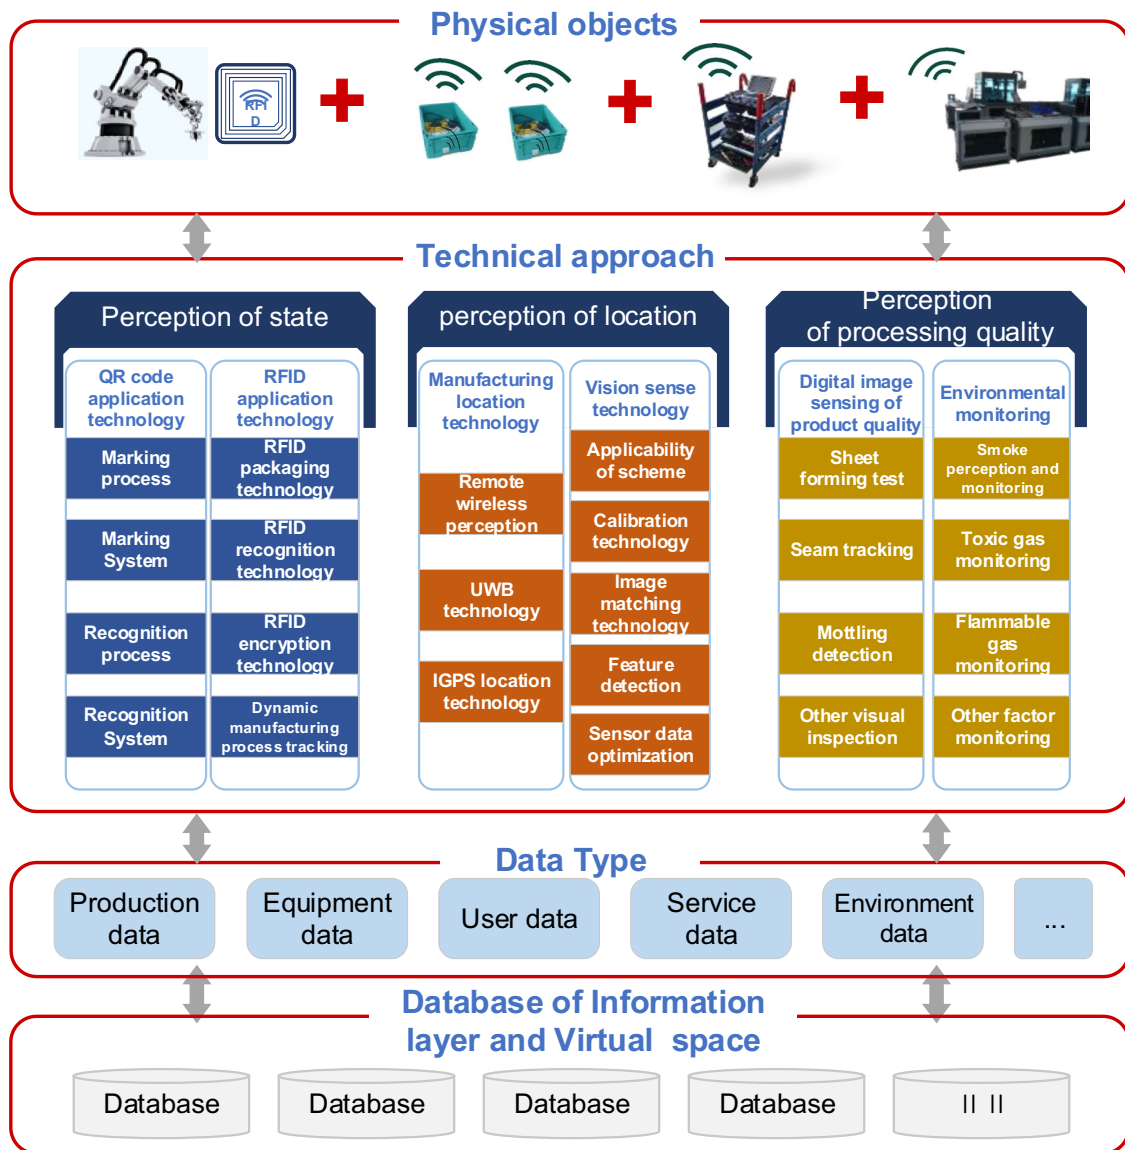 Physical objects
RFI
D
Technical approach
Perception of state
QR code
application
technology
Marking
process
Marking
System
Recognition
process
Recognition
System
RFID
application
technology
RFID
packaging
technology
RFID
recognition
technology
RFID
encryption
technology
Dynamic
manufacturing
process tracking
perception of location
Manufacturing
location
technology
Remote
wireless
perception
UWB
technology
IGPS location
technology
Vision sense
technology
Applicability
of scheme
Calibration
technology
Image
matching
technology
Feature
detection
Sensor data
optimization
Perception
of processing quality
Digital image
sensing of
product quality
Sheet
forming test
Seam tracking
Mottling
detection
Other visual
inspection
Environmental
monitoring
Smoke
perception and
monitoring
Toxic gas
monitoring
Flammable
gas
monitoring
Other factor
monitoring
Data Type
Production
data
Equipment
data
User data
Service
data
Environment
data
...
Database of Information
layer and Virtual space
Database
Database
Database
Database